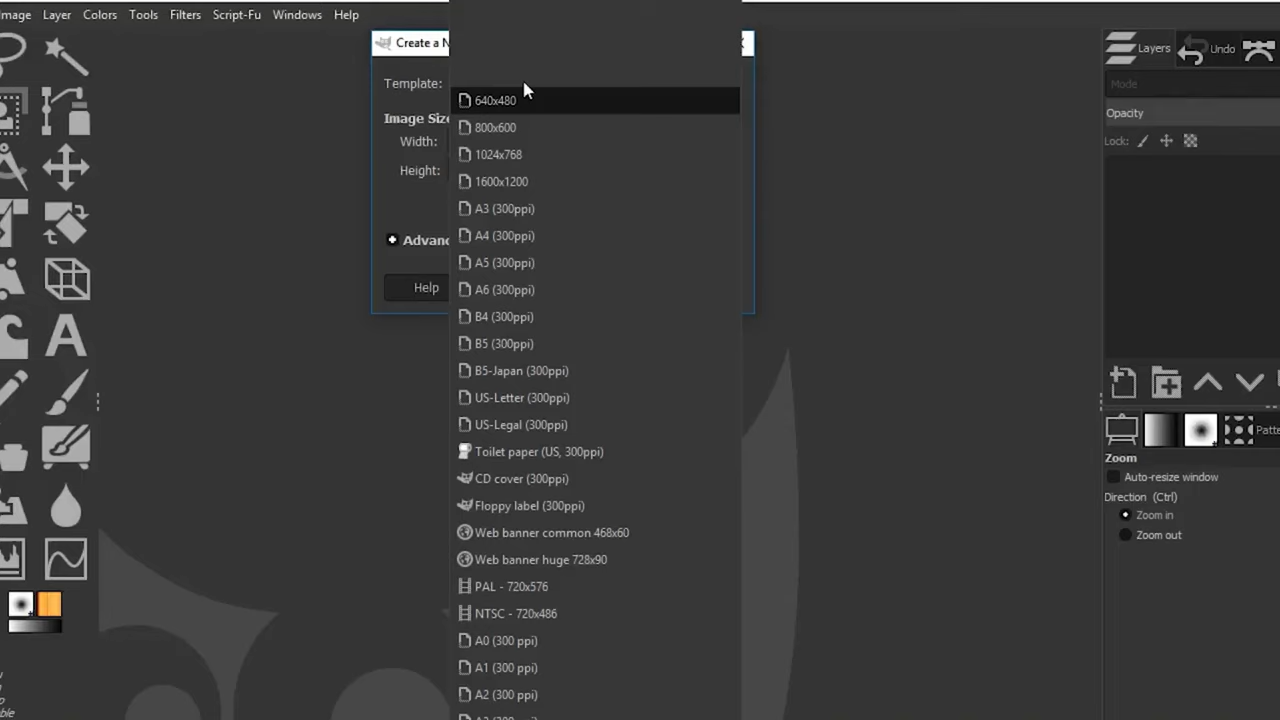 Image Layer Colors Tools Filters Script-Fu Windows Help
Create a N
Template:
Image Size
Width:
Height:
Advanc
Help
640x480
800x600
1024x768
1600x1200
A3 (300ppi)
A4 (300ppi)
A5 (300ppi)
A6 (300ppi)
B4 (300ppi)
B5 (300ppi)
B5-Japan (300ppi)
US-Letter (300ppi)
US-Legal (300ppi)
Toilet paper (US, 300ppi)
CD cover (300ppi)
Floppy label (300ppi)
Web banner common 468x60
Web banner huge 728x90
PAL - 720x576
NTSC - 720x486
A0 (300 ppi)
A1 (300 ppi)
A2 (300 ppi)
Layers Undo
Mode
Opacity
Lock:
Patte
Zoom
Auto-resize window
Direction (Ctrl)
Zoom in
Zoom out